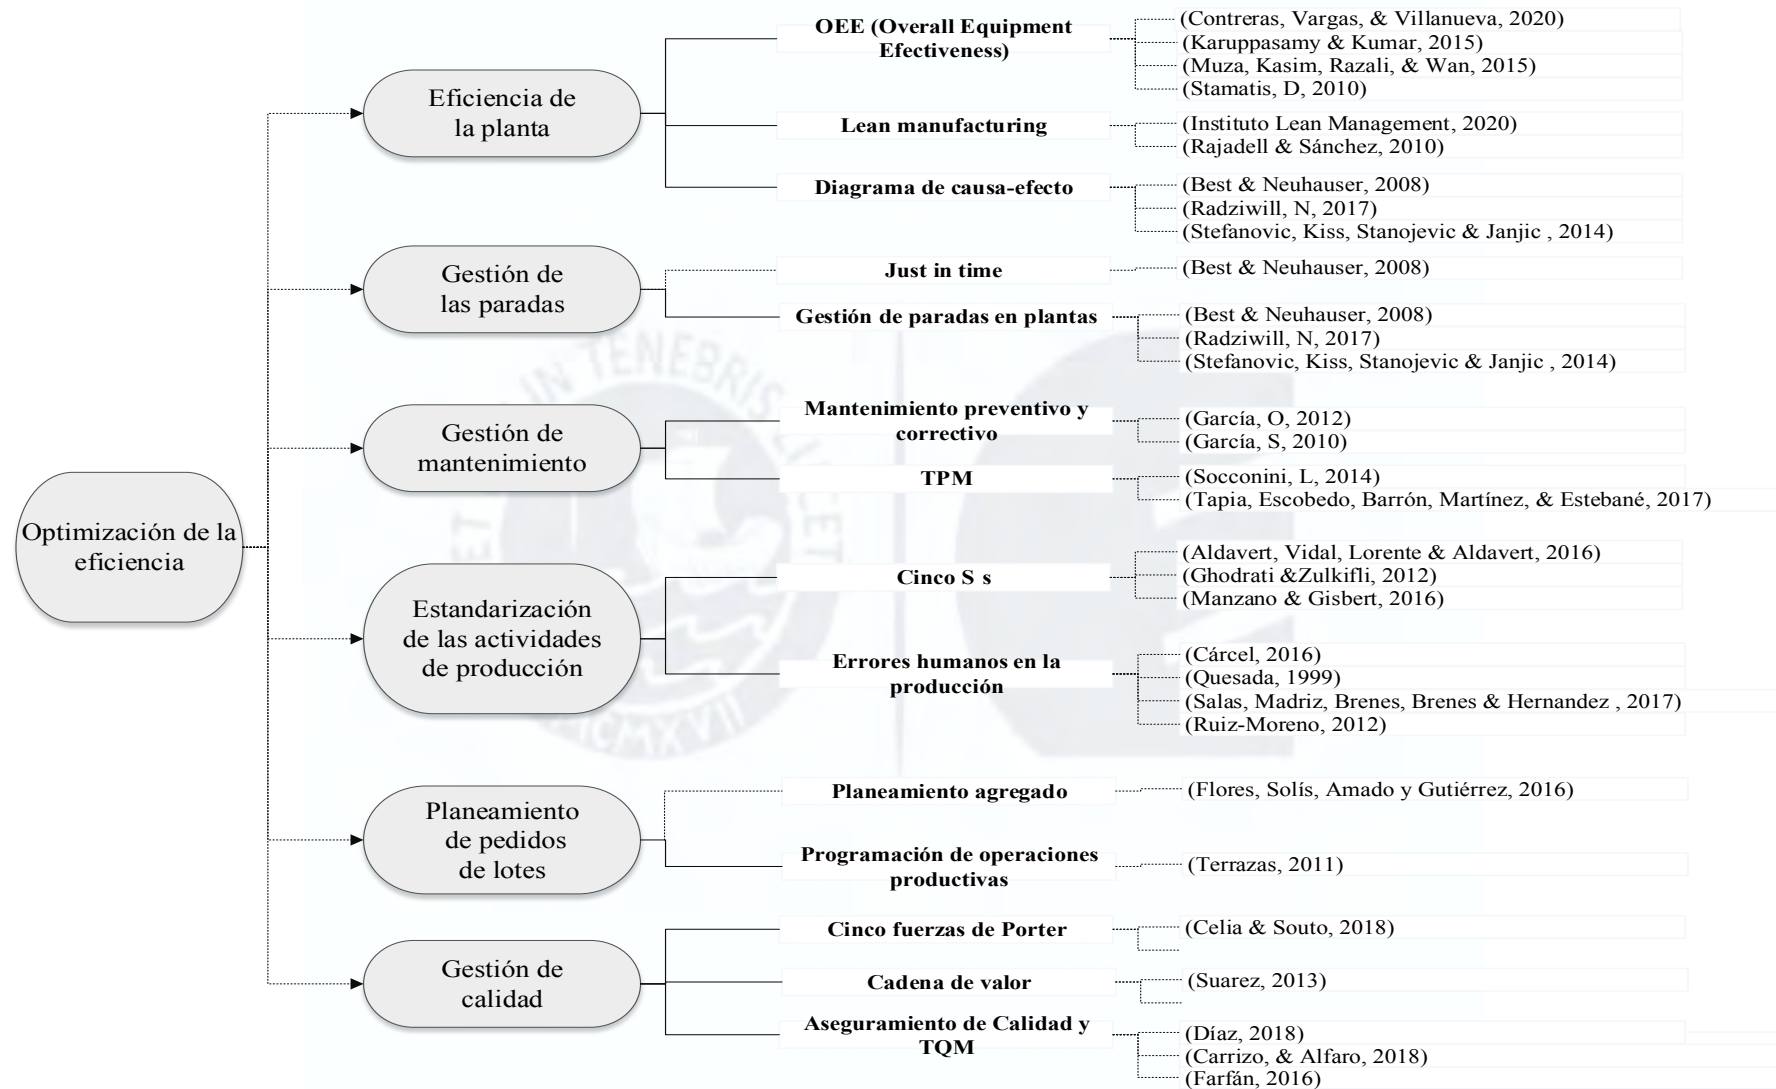 Optimización de la
eficiencia
Eficiencia de
la planta
OEE (Overall Equipment
Efectiveness)
(Contreras, Vargas, & Villanueva, 2020)
(Karuppasamy & Kumar, 2015)
(Muza, Kasim, Razali, & Wan, 2015)
(Stamatis, D, 2010)
Lean manufacturing
(Instituto Lean Management, 2020)
(Rajadell & Sánchez, 2010)
Diagrama de causa-efecto
(Best & Neuhauser, 2008)
(Radziwill, N, 2017)
(Stefanovic, Kiss, Stanojevic & Janjic , 2014)
Gestión de
las paradas
Just in time
(Best & Neuhauser, 2008)
Gestión de paradas en plantas
(Best & Neuhauser, 2008)
(Radziwill, N, 2017)
(Stefanovic, Kiss, Stanojevic & Janjic , 2014)
Gestión de
mantenimiento
Mantenimiento preventivo y
correctivo
(García, O, 2012)
(García, S, 2010)
TPM
(Socconini, L, 2014)
(Tapia, Escobedo, Barrón, Martínez, & Estebané, 2017)
Estandarización
de las actividades
de producción
Cinco S s
(Aldavert, Vidal, Lorente & Aldavert, 2016)
(Ghodrati &Zulkifli, 2012)
(Manzano & Gisbert, 2016)
Errores humanos en la
producción
(Cárcel, 2016)
(Quesada, 1999)
(Salas, Madriz, Brenes, Brenes & Hernandez , 2017)
(Ruiz-Moreno, 2012)
Planeamiento
de pedidos
de lotes
Planeamiento agregado
(Flores, Solís, Amado y Gutiérrez, 2016)
Programación de operaciones
productivas
(Terrazas, 2011)
Gestión de
calidad
Cinco fuerzas de Porter
(Celia & Souto, 2018)
Cadena de valor
(Suarez, 2013)
Aseguramiento de Calidad y
TQM
(Díaz, 2018)
(Carrizo, & Alfaro, 2018)
(Farfán, 2016)
ET
IN TENEBRIS
MCMXVII